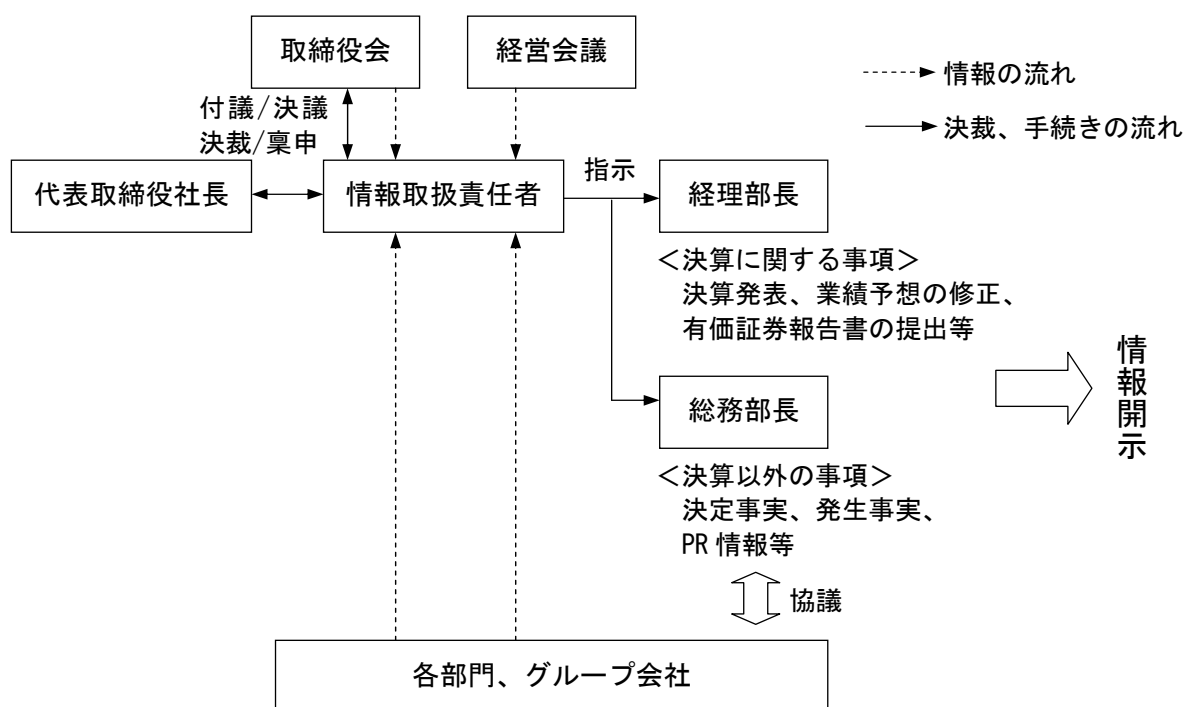 取締役会
経営会議
情報の流れ
付議/決議
決裁/稟申
決裁、手続きの流れ
代表取締役社長
情報取扱責任者
指示
経理部長
＜決算に関する事項＞
決算発表、業績予想の修正、
有価証券報告書の提出等
情報開示
総務部長
＜決算以外の事項＞
決定事実、発生事実、
PR 情報等
協議
各部門、グループ会社